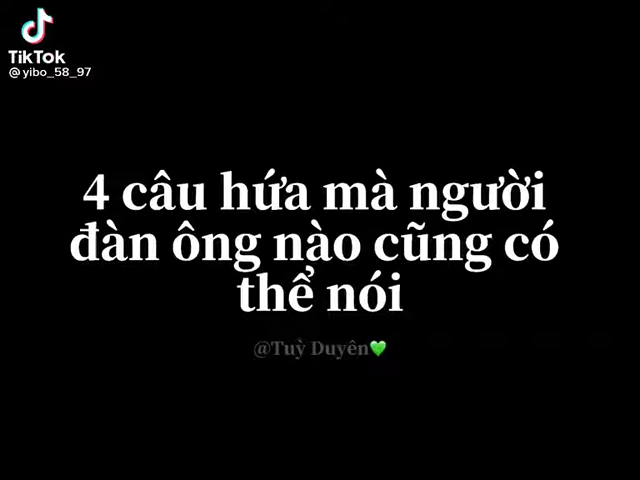 TikTok
@yibo_58_97
4 câu hứa mà người
đàn ông nào cũng có
thể nói
@Tuỳ Duyên💚